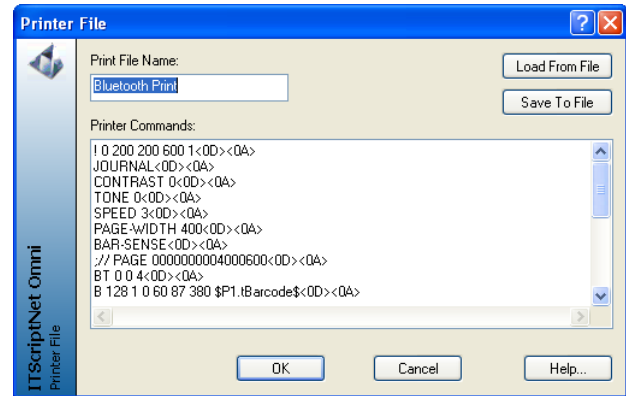 Printer File
Print File Name:
Load From File
Bluetooth Print
Save To File
Printer Commands:
! 0 200 200 600 1<0D><0A>
JOURNAL<0D><0A>
CONTRAST 0<0D><0A>
TONE 0<0D><0A>
SPEED 3<0D><0A>
PAGE-WIDTH 400<0D><0A>
BAR-SENSE<0D><0A>
;// PAGE 0000000004000600<0D><0A>
BT 0 0 4<0D><0A>
B 128 1 0 60 87 380 $P1.tBarcode$<0D><0A>
ITScriptNet Omni
Printer File
OK
Cancel
Help...